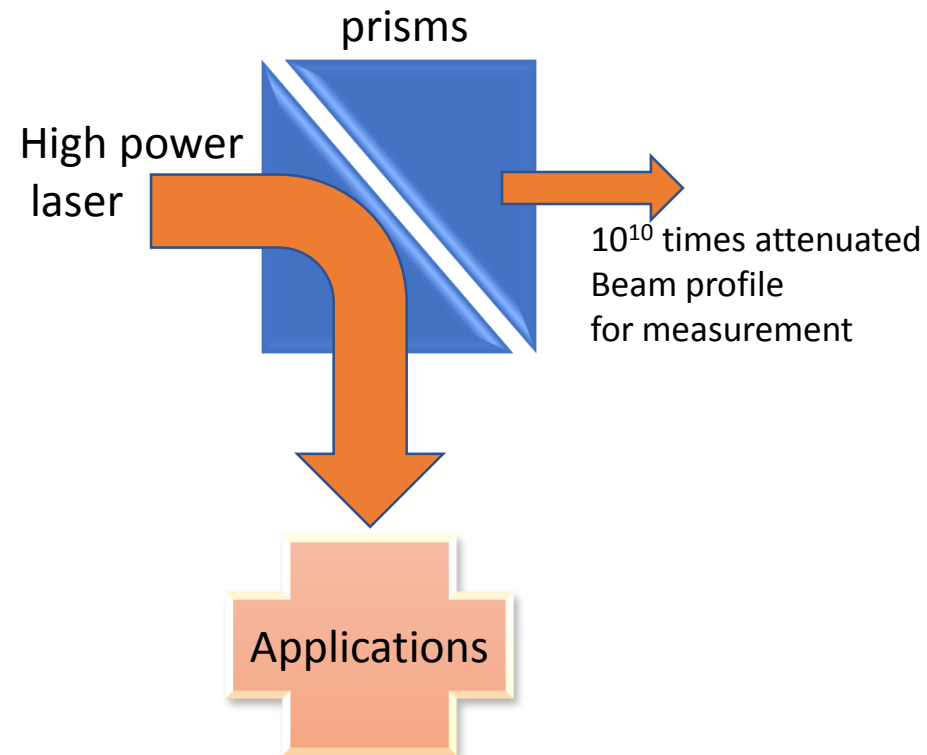 prisms
High power
laser
10¹⁰ times attenuated
Beam profile
for measurement
Applications